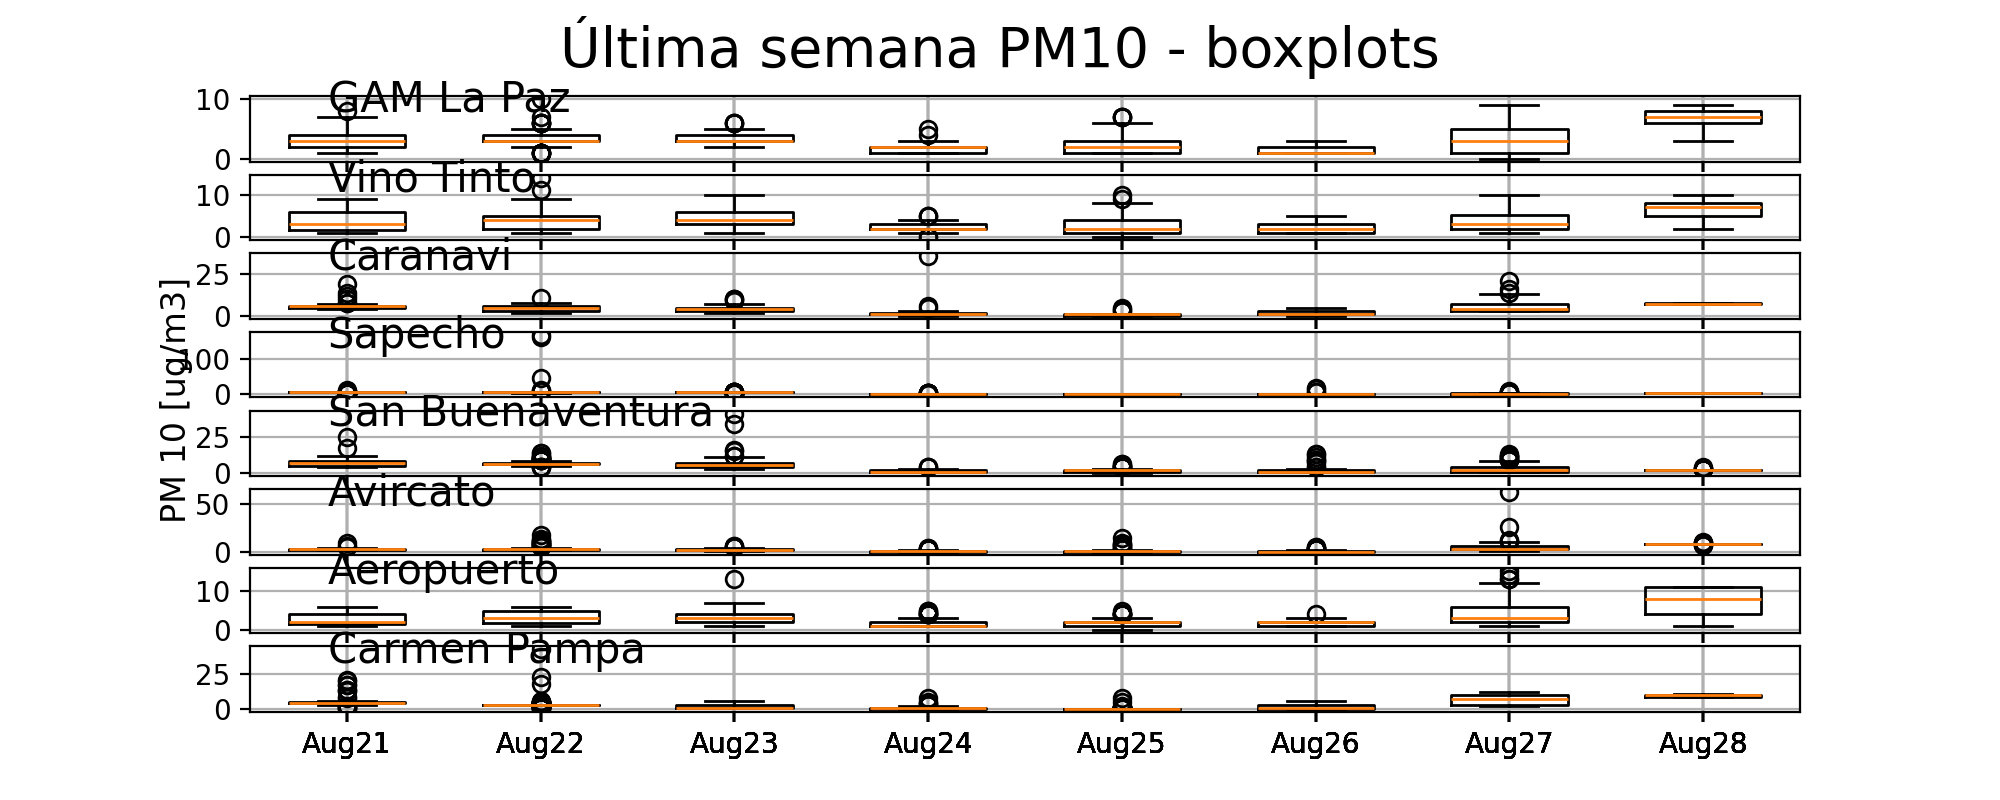 Última semana PM10 - boxplots
GAM La Paz
10
0
Vino Tinto
10
0
Caranavi
25
0
Sapecho
100
0
San Buenaventura
25
0
Avircato
50
0
Aeropuerto
10
0
Carmen Pampa
25
0
PM 10 [ug/m3]
Aug21 Aug22 Aug23 Aug24 Aug25 Aug26 Aug27 Aug28